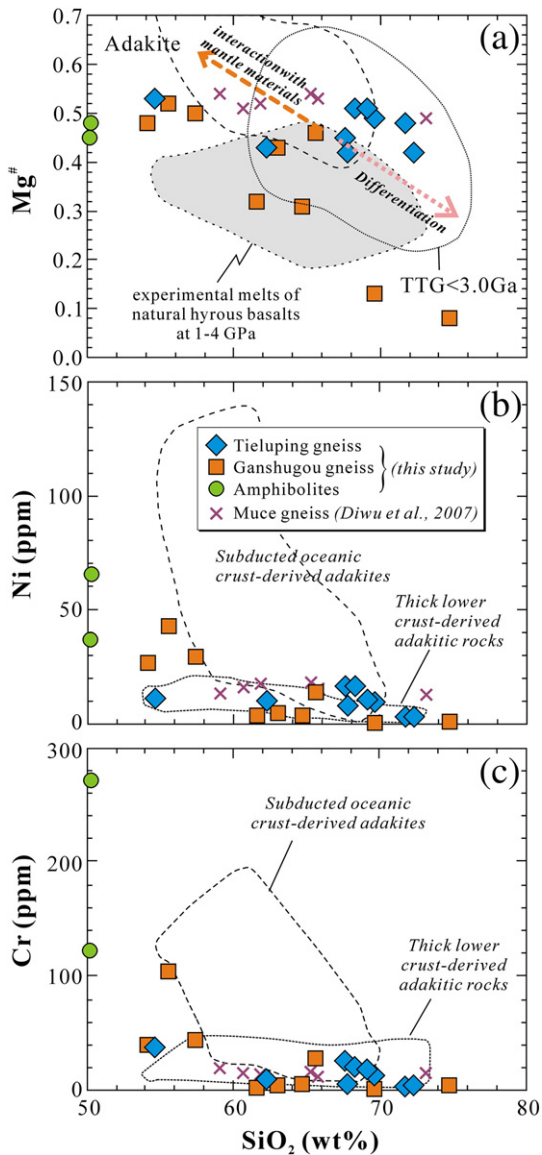 0.7
0.6
0.5
0.4
0.3
0.2
0.1
0.0
Mg#
(a)
Adakite
interaction with
mantle materials
Differentiation
TTG<3.0Ga
experimental melts of
natural hyrous basalts
at 1-4 GPa
150
100
50
0
Ni (ppm)
(b)
Tieluping gneiss
Ganshugou gneiss
(this study)
Amphibolites
Muce gneiss (Diwu et al., 2007)
Subducted oceanic
crust-derived adakites
Thick lower
crust-derived
adakitic rocks
300
200
100
0
Cr (ppm)
(c)
Subducted oceanic
crust-derived adakites
Thick lower
crust-derived
adakitic rocks
50
60
70
80
SiO₂ (wt%)